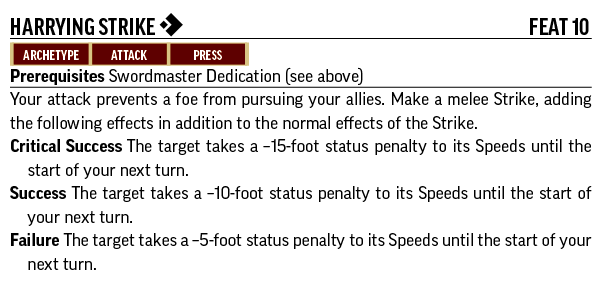 HARRYING STRIKE FEAT 10
ARCHETYPE ATTACK PRESS
Prerequisites Swordmaster Dedication (see above)
Your attack prevents a foe from pursuing your allies. Make a melee Strike, adding
the following effects in addition to the normal effects of the Strike.
Critical Success The target takes a –15-foot status penalty to its Speeds until the
start of your next turn.
Success The target takes a –10-foot status penalty to its Speeds until the start of
your next turn.
Failure The target takes a –5-foot status penalty to its Speeds until the start of your
next turn.